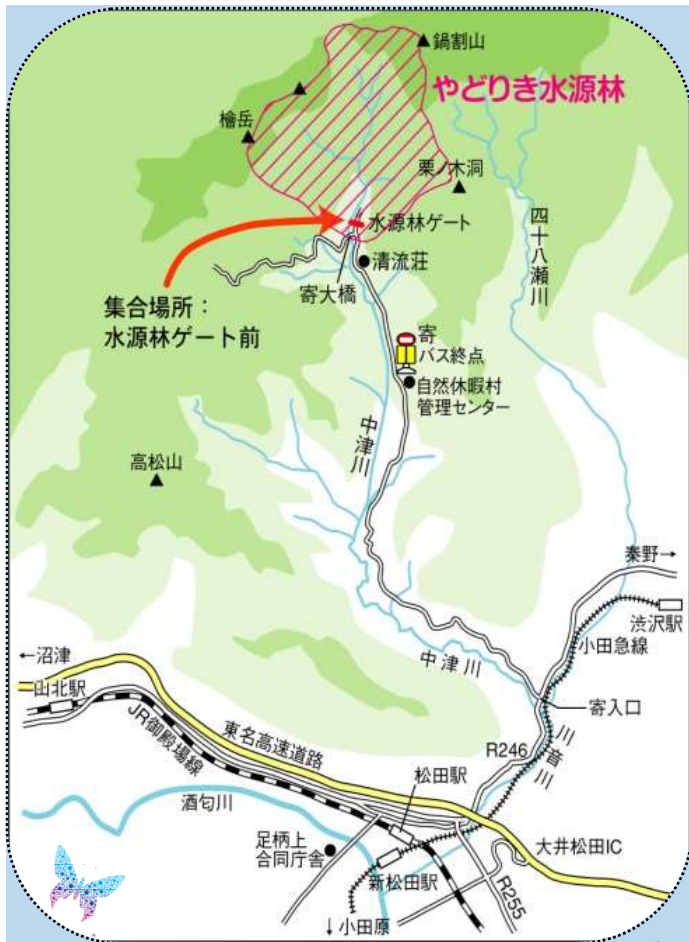 鍋割山
やどりき水源林
檜岳
栗ノ木洞
水源林ゲート
四十八瀬川
清流荘
寄大橋
集合場所：
水源林ゲート前
寄
バス終点
自然休暇村
管理センター
中津川
高松山
秦野→
渋沢駅
小田急線
←沼津
中津川
山北駅
寄入口
JR御殿場線
東名高速道路
R246
川音川
松田駅
酒匂川
足柄上
合同庁舎
大井松田IC
新松田駅
R255
↓小田原